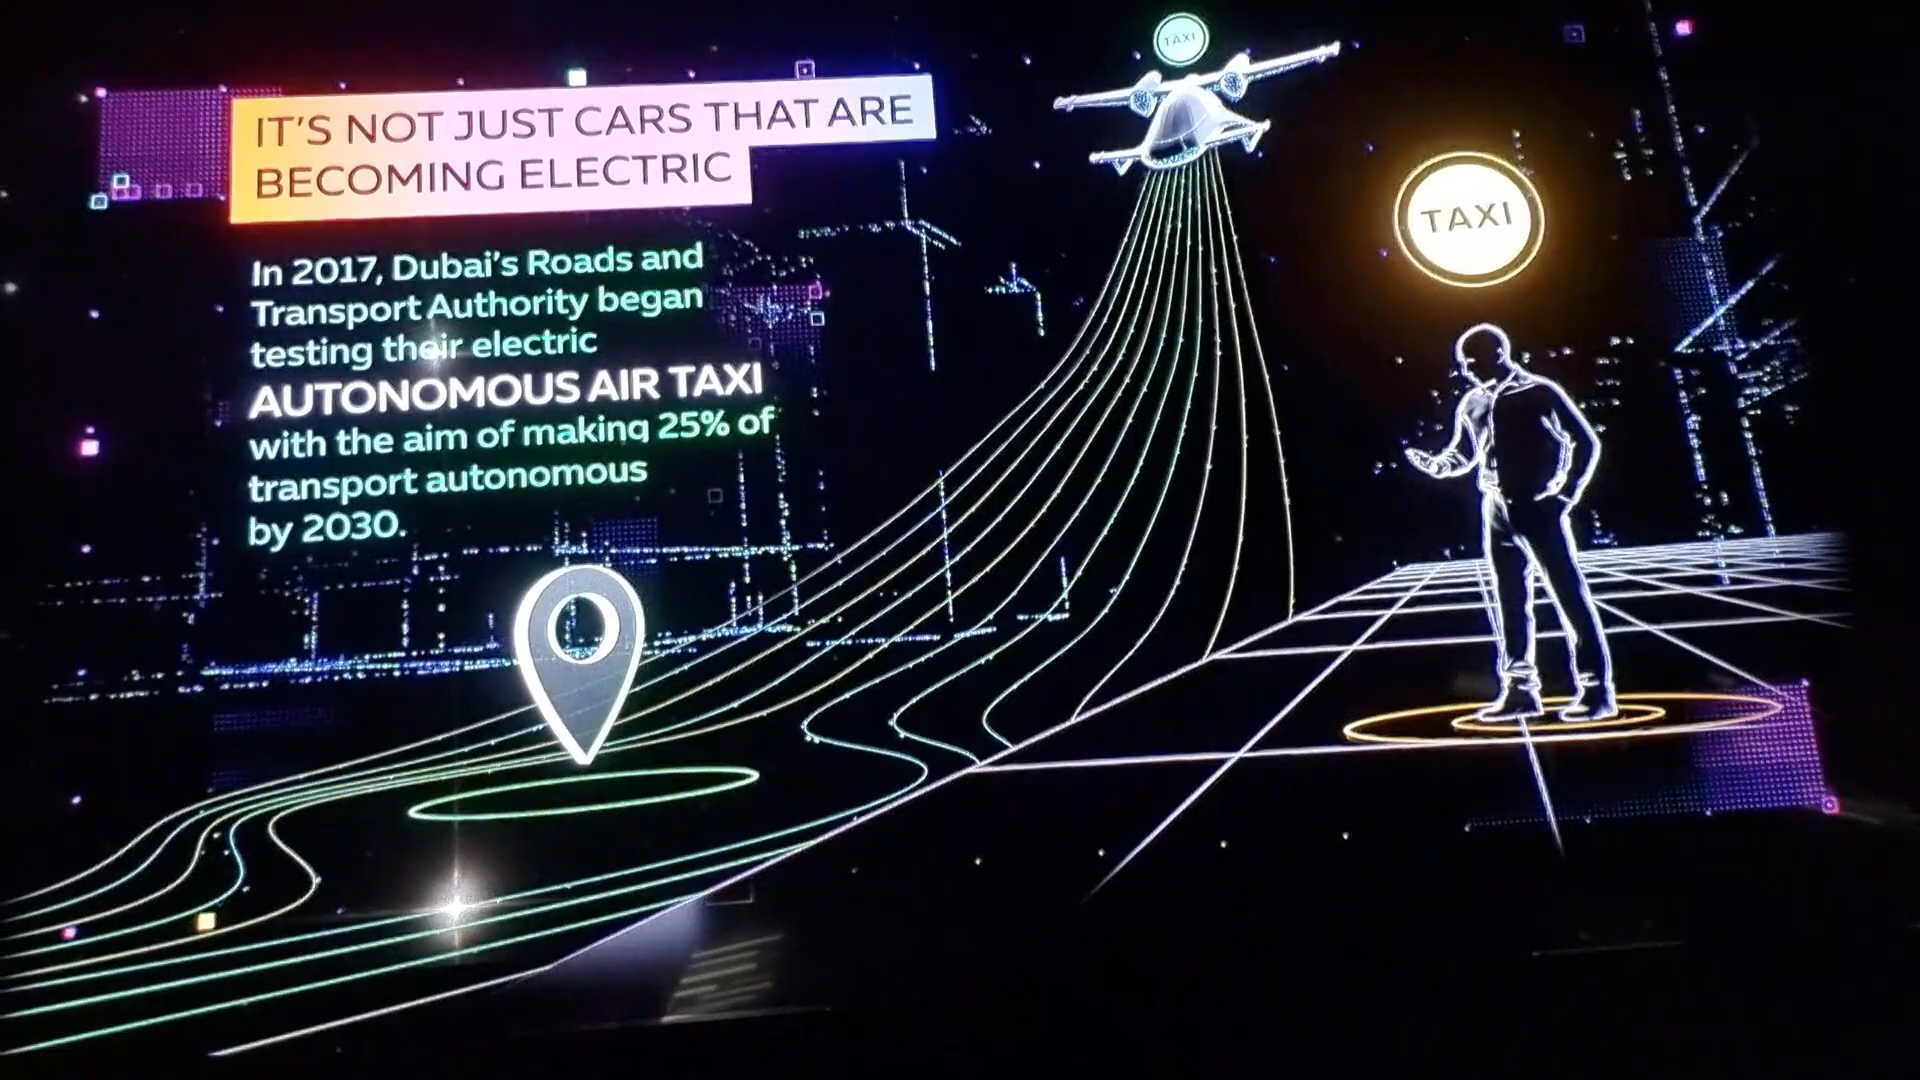 TAXI
IT'S NOT JUST CARS THAT ARE
BECOMING ELECTRIC
TAXI
In 2017, Dubai's Roads and
Transport Authority began
testing their electric
AUTONOMOUS AIR TAXI
with the aim of making 25% of
transport autonomous
by 2030.